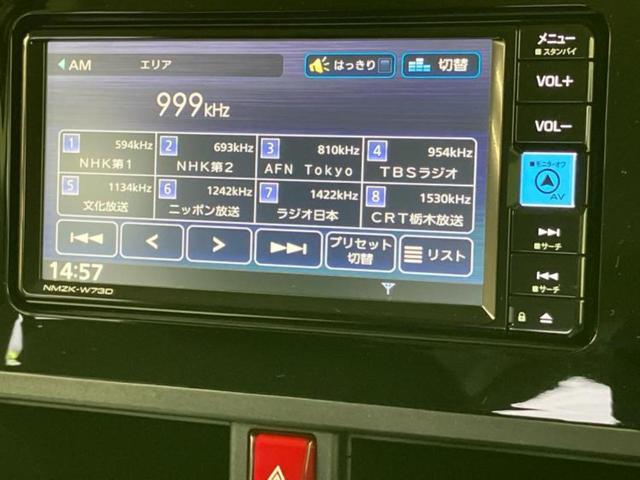 AM エリア はっきり 切替
999kHz
1 594kHz 2 693kHz 3 810kHz 4 954kHz
NHK第1 NHK第2 AFN Tokyo TBSラジオ
5 1134kHz 6 1242kHz 7 1422kHz 8 1530kHz
文化放送 ニッポン放送 ラジオ日本 CRT栃木放送
プリセット
切替
リスト
14:57
NMZK-W73D
メニュー
スタンバイ
VOL+
VOL-
モニターオフ
AV
サーチ
サーチ